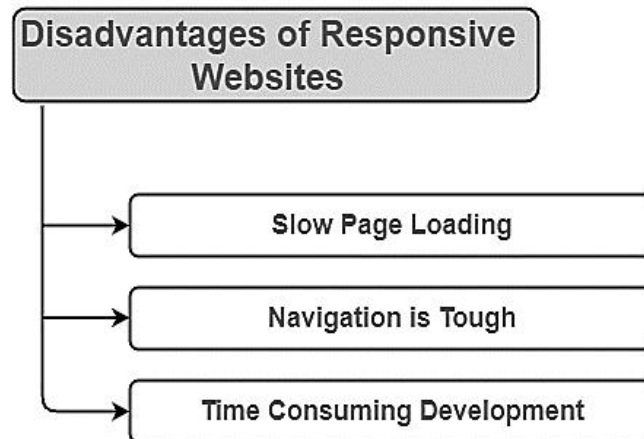 Disadvantages of Responsive
Websites
Slow Page Loading
Navigation is Tough
Time Consuming Development